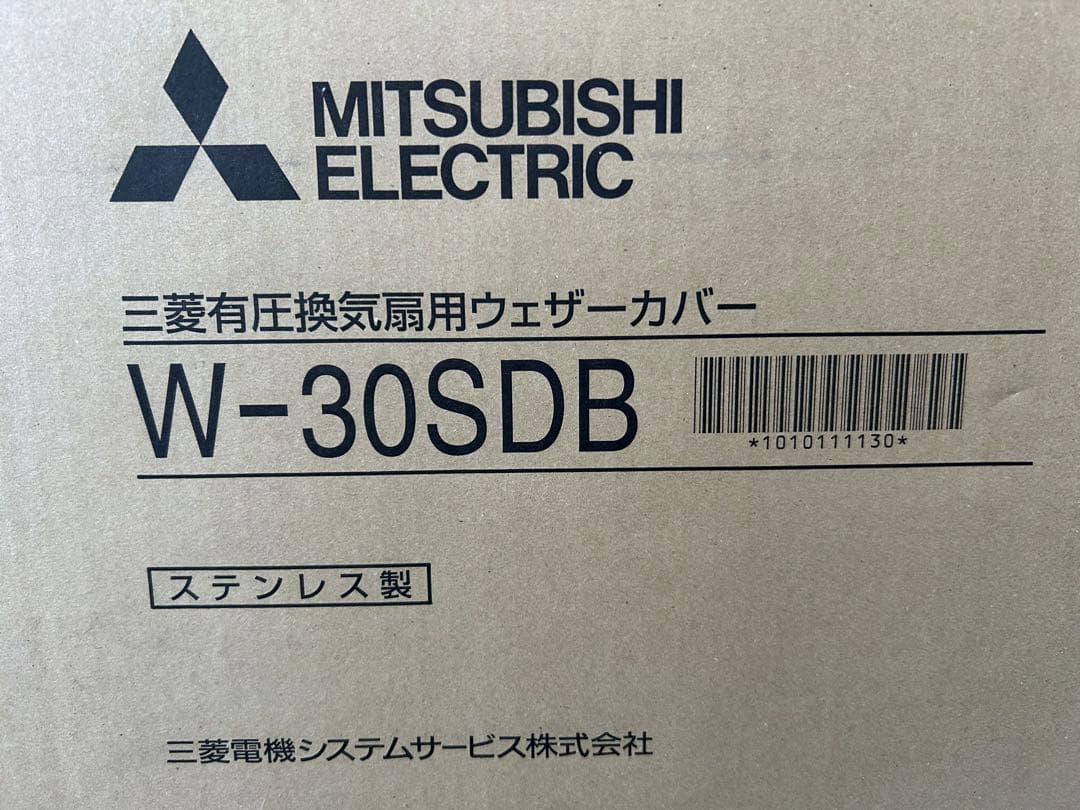 MITSUBISHI
ELECTRIC
三菱有圧換気扇用ウェザーカバー
W-30SDB
*1010111130*
ステンレス製
三菱電機システムサービス株式会社